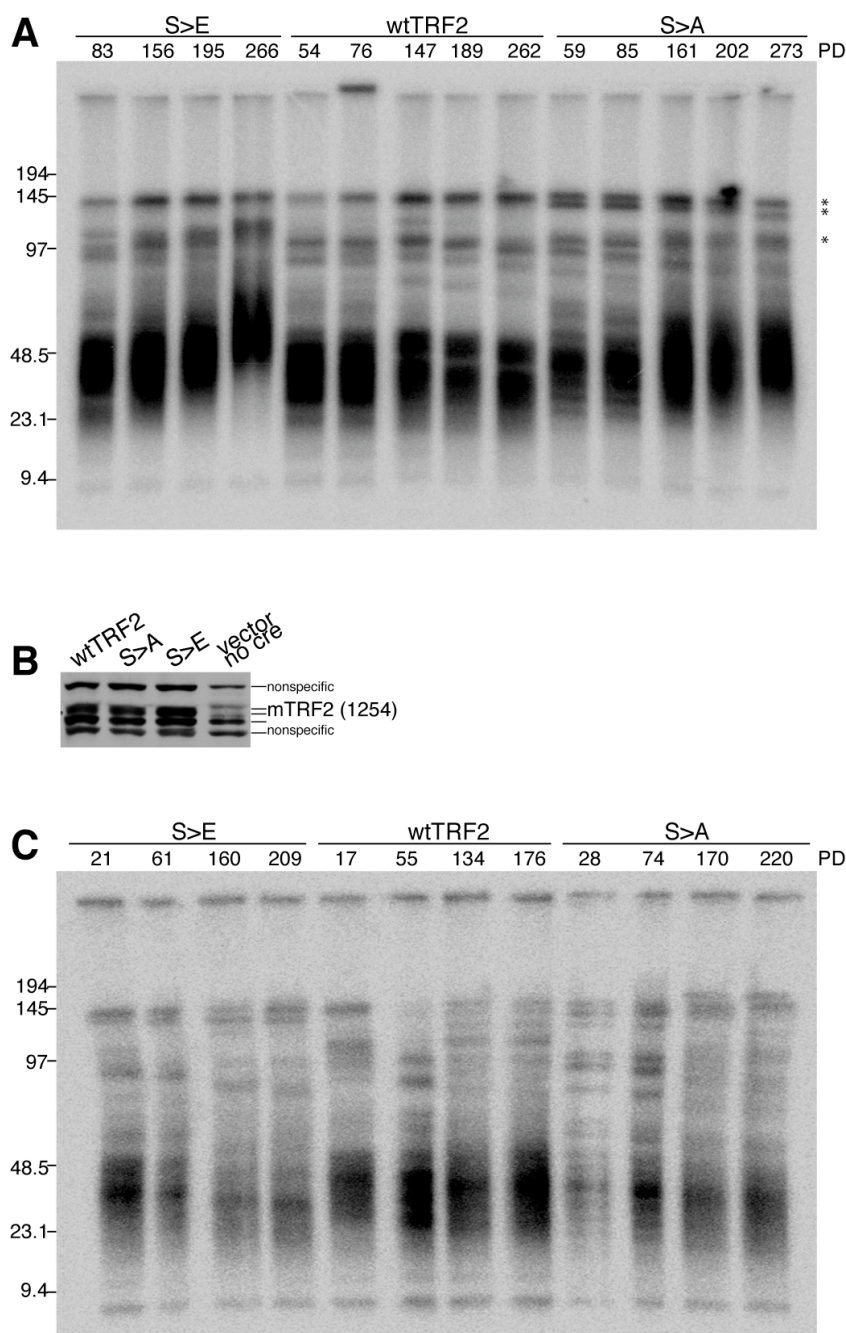 A
S>E wtTRF2 S>A
83 156 195 266 54 76 147 189 262 59 85 161 202 273 PD
194
145
*
*
*
97
48.5
23.1
9.4
B
wtTRF2 S>A S>E vector no cre
nonspecific
mTRF2 (1254)
nonspecific
C
S>E wtTRF2 S>A
21 61 160 209 17 55 134 176 28 74 170 220 PD
194
145
97
48.5
23.1
9.4